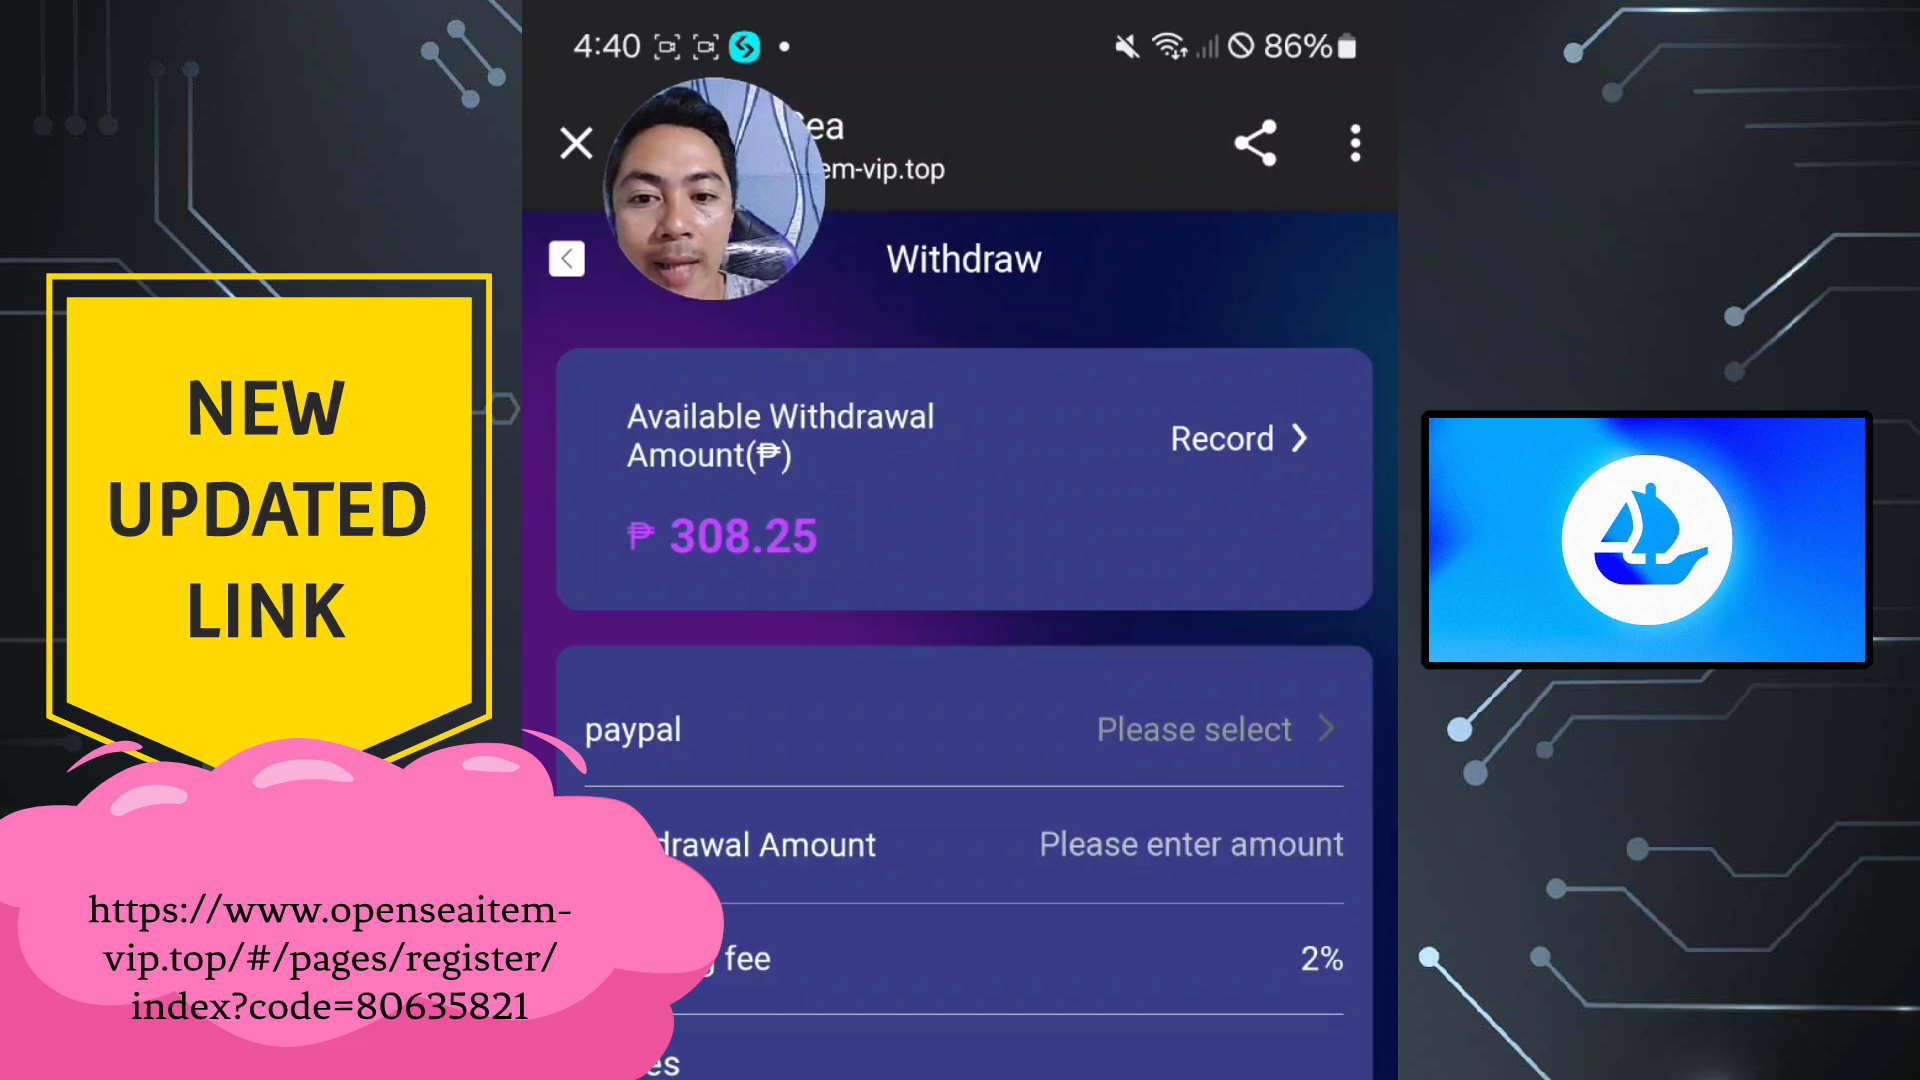 4:40
86%
ea
em-vip.top
Withdraw
Available Withdrawal
Amount(₱)
Record
₱ 308.25
paypal
Please select
drawal Amount
Please enter amount
fee
2%
es
NEW
UPDATED
LINK
https://www.openseaitem-
vip.top/#/pages/register/
index?code=80635821